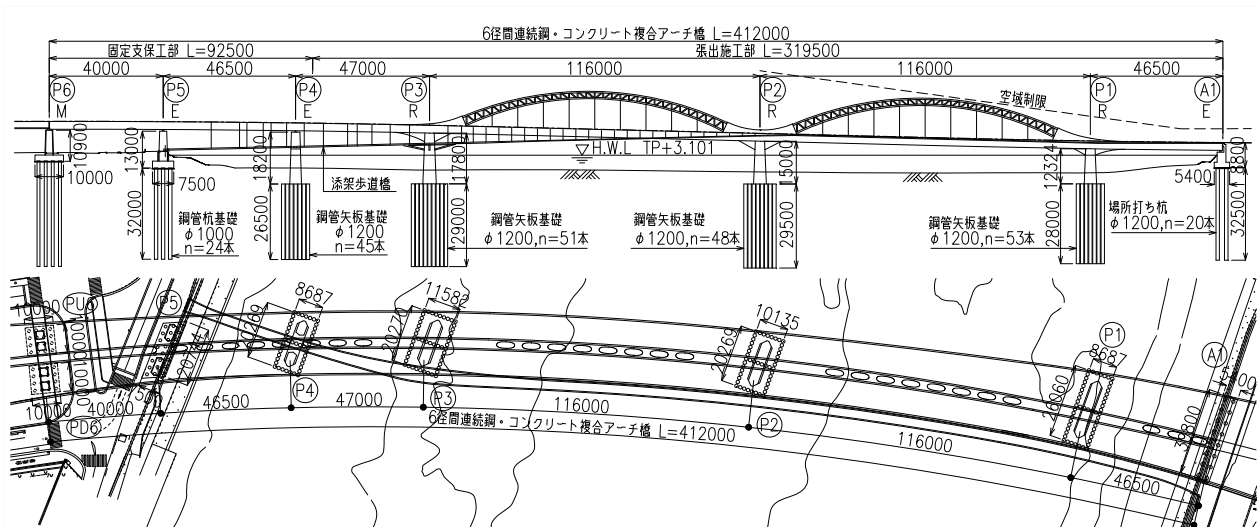 6径間連続鋼・コンクリート複合アーチ橋 L=412000
固定支保工部 L=92500
張出施工部 L=319500
40000
46500
47000
116000
116000
46500
P6
P5
P4
P3
P2
P1
A1
M
E
E
R
R
R
E
空域制限
H.W.L TP+3.101
10900
13000
18200
17800
15000
12324
8800
10000
7500
5400
添架歩道橋
32000
26500
29000
29500
28000
32500
鋼管杭基礎
φ1000
n=24本
鋼管矢板基礎
φ1200
n=45本
鋼管矢板基礎
φ1200,n=51本
鋼管矢板基礎
φ1200,n=48本
鋼管矢板基礎
φ1200,n=53本
場所打ち杭
φ1200,n=20本
P5
8687
11582
10135
P1
8687
A1
20270
20269
26060
P4
P3
P2
PD6
10000
40000
46500
47000
116000
116000
46500
6径間連続鋼・コンクリート複合アーチ橋 L=412000